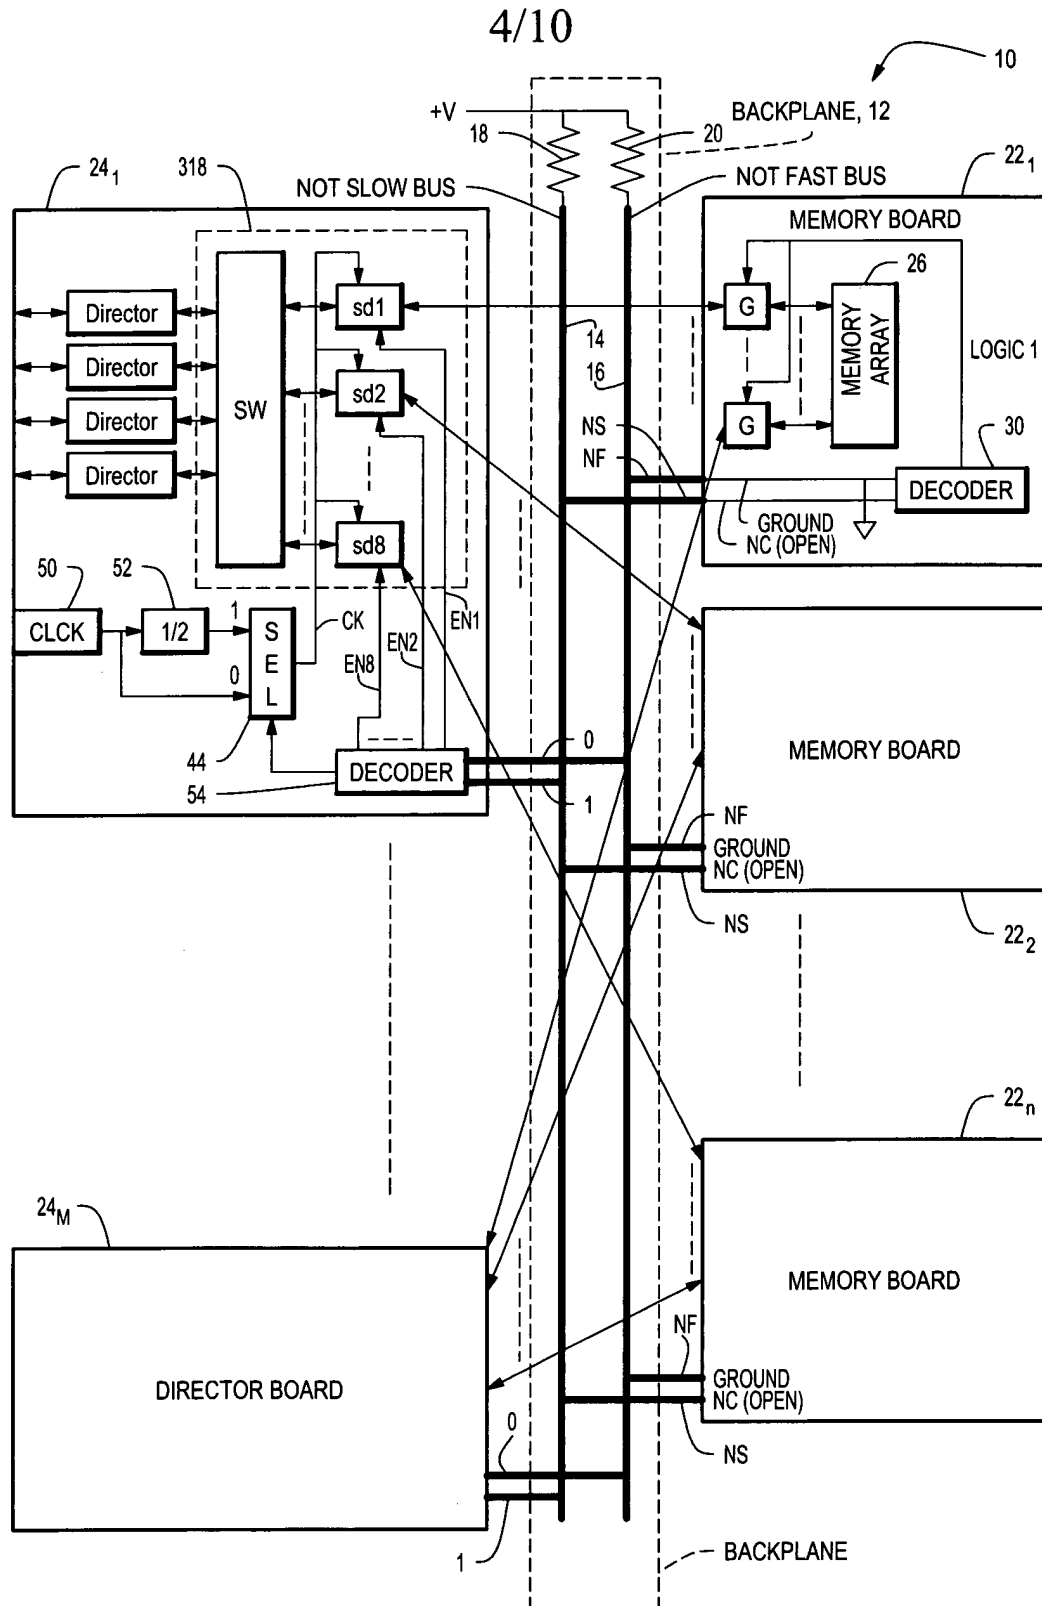 4/10
10
+V
18
20
BACKPLANE, 12
24₁
318
NOT SLOW BUS
NOT FAST BUS
22₁
MEMORY BOARD
26
Director
Director
Director
Director
SW
sd1
sd2
sd8
14
16
G
G
MEMORY ARRAY
LOGIC 1
NS
NF
30
DECODER
GROUND
NC (OPEN)
50
52
CLCK
1/2
1
0
SEL
CK
EN8
EN2
EN1
44
54
DECODER
0
1
MEMORY BOARD
NF
GROUND
NC (OPEN)
NS
22₂
22ₙ
24M
DIRECTOR BOARD
MEMORY BOARD
NF
GROUND
NC (OPEN)
NS
0
1
BACKPLANE